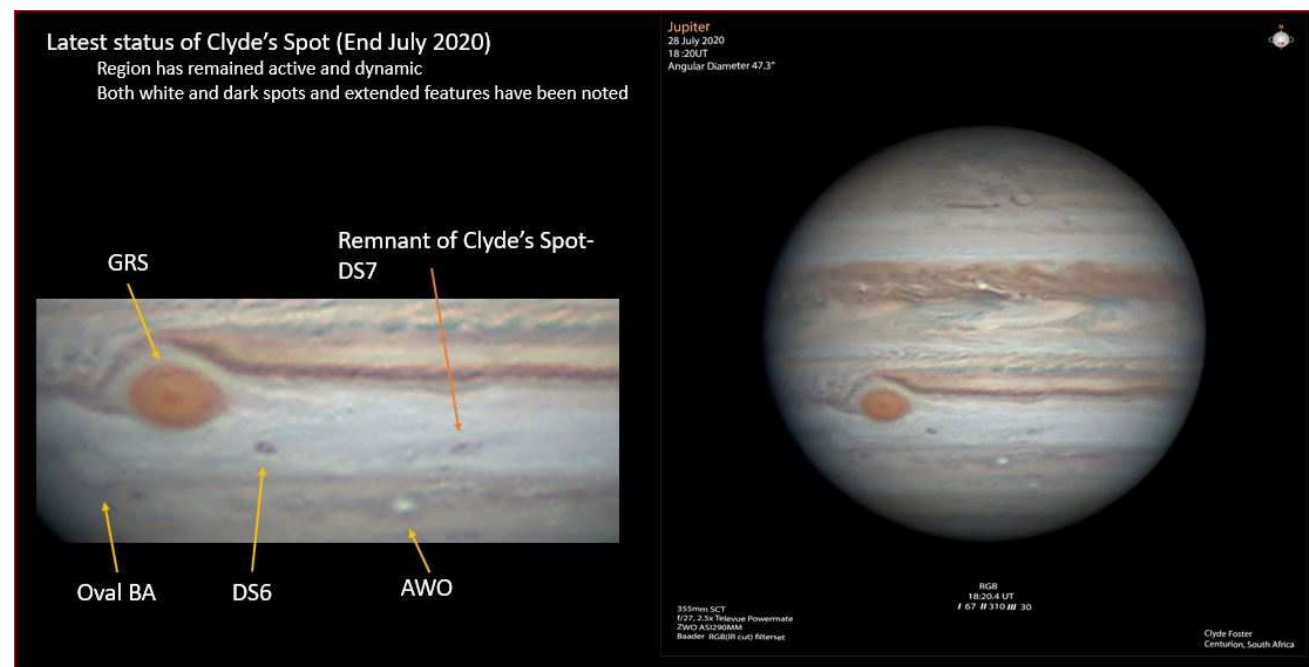 Latest status of Clyde's Spot (End July 2020)
Region has remained active and dynamic
Both white and dark spots and extended features have been noted
GRS
Remnant of Clyde's Spot-
DS7
Oval BA
DS6
AWO
Jupiter
28 July 2020
18 :20UT
Angular Diameter 47.3"
RGB
18:20.4 UT
I 67 II 310 III 30
355mm SCT
f/27, 2.5x Televue Powermate
ZWO ASI290MM
Baader RGB(IR cut) filterset
Clyde Foster
Centurion, South Africa